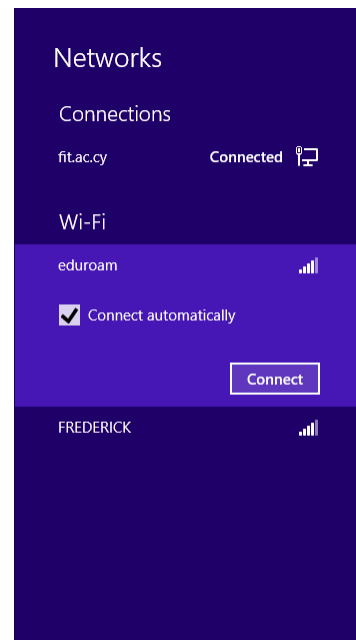 Networks
Connections
fit.ac.cy Connected
Wi-Fi
eduroam
Connect automatically
Connect
FREDERICK